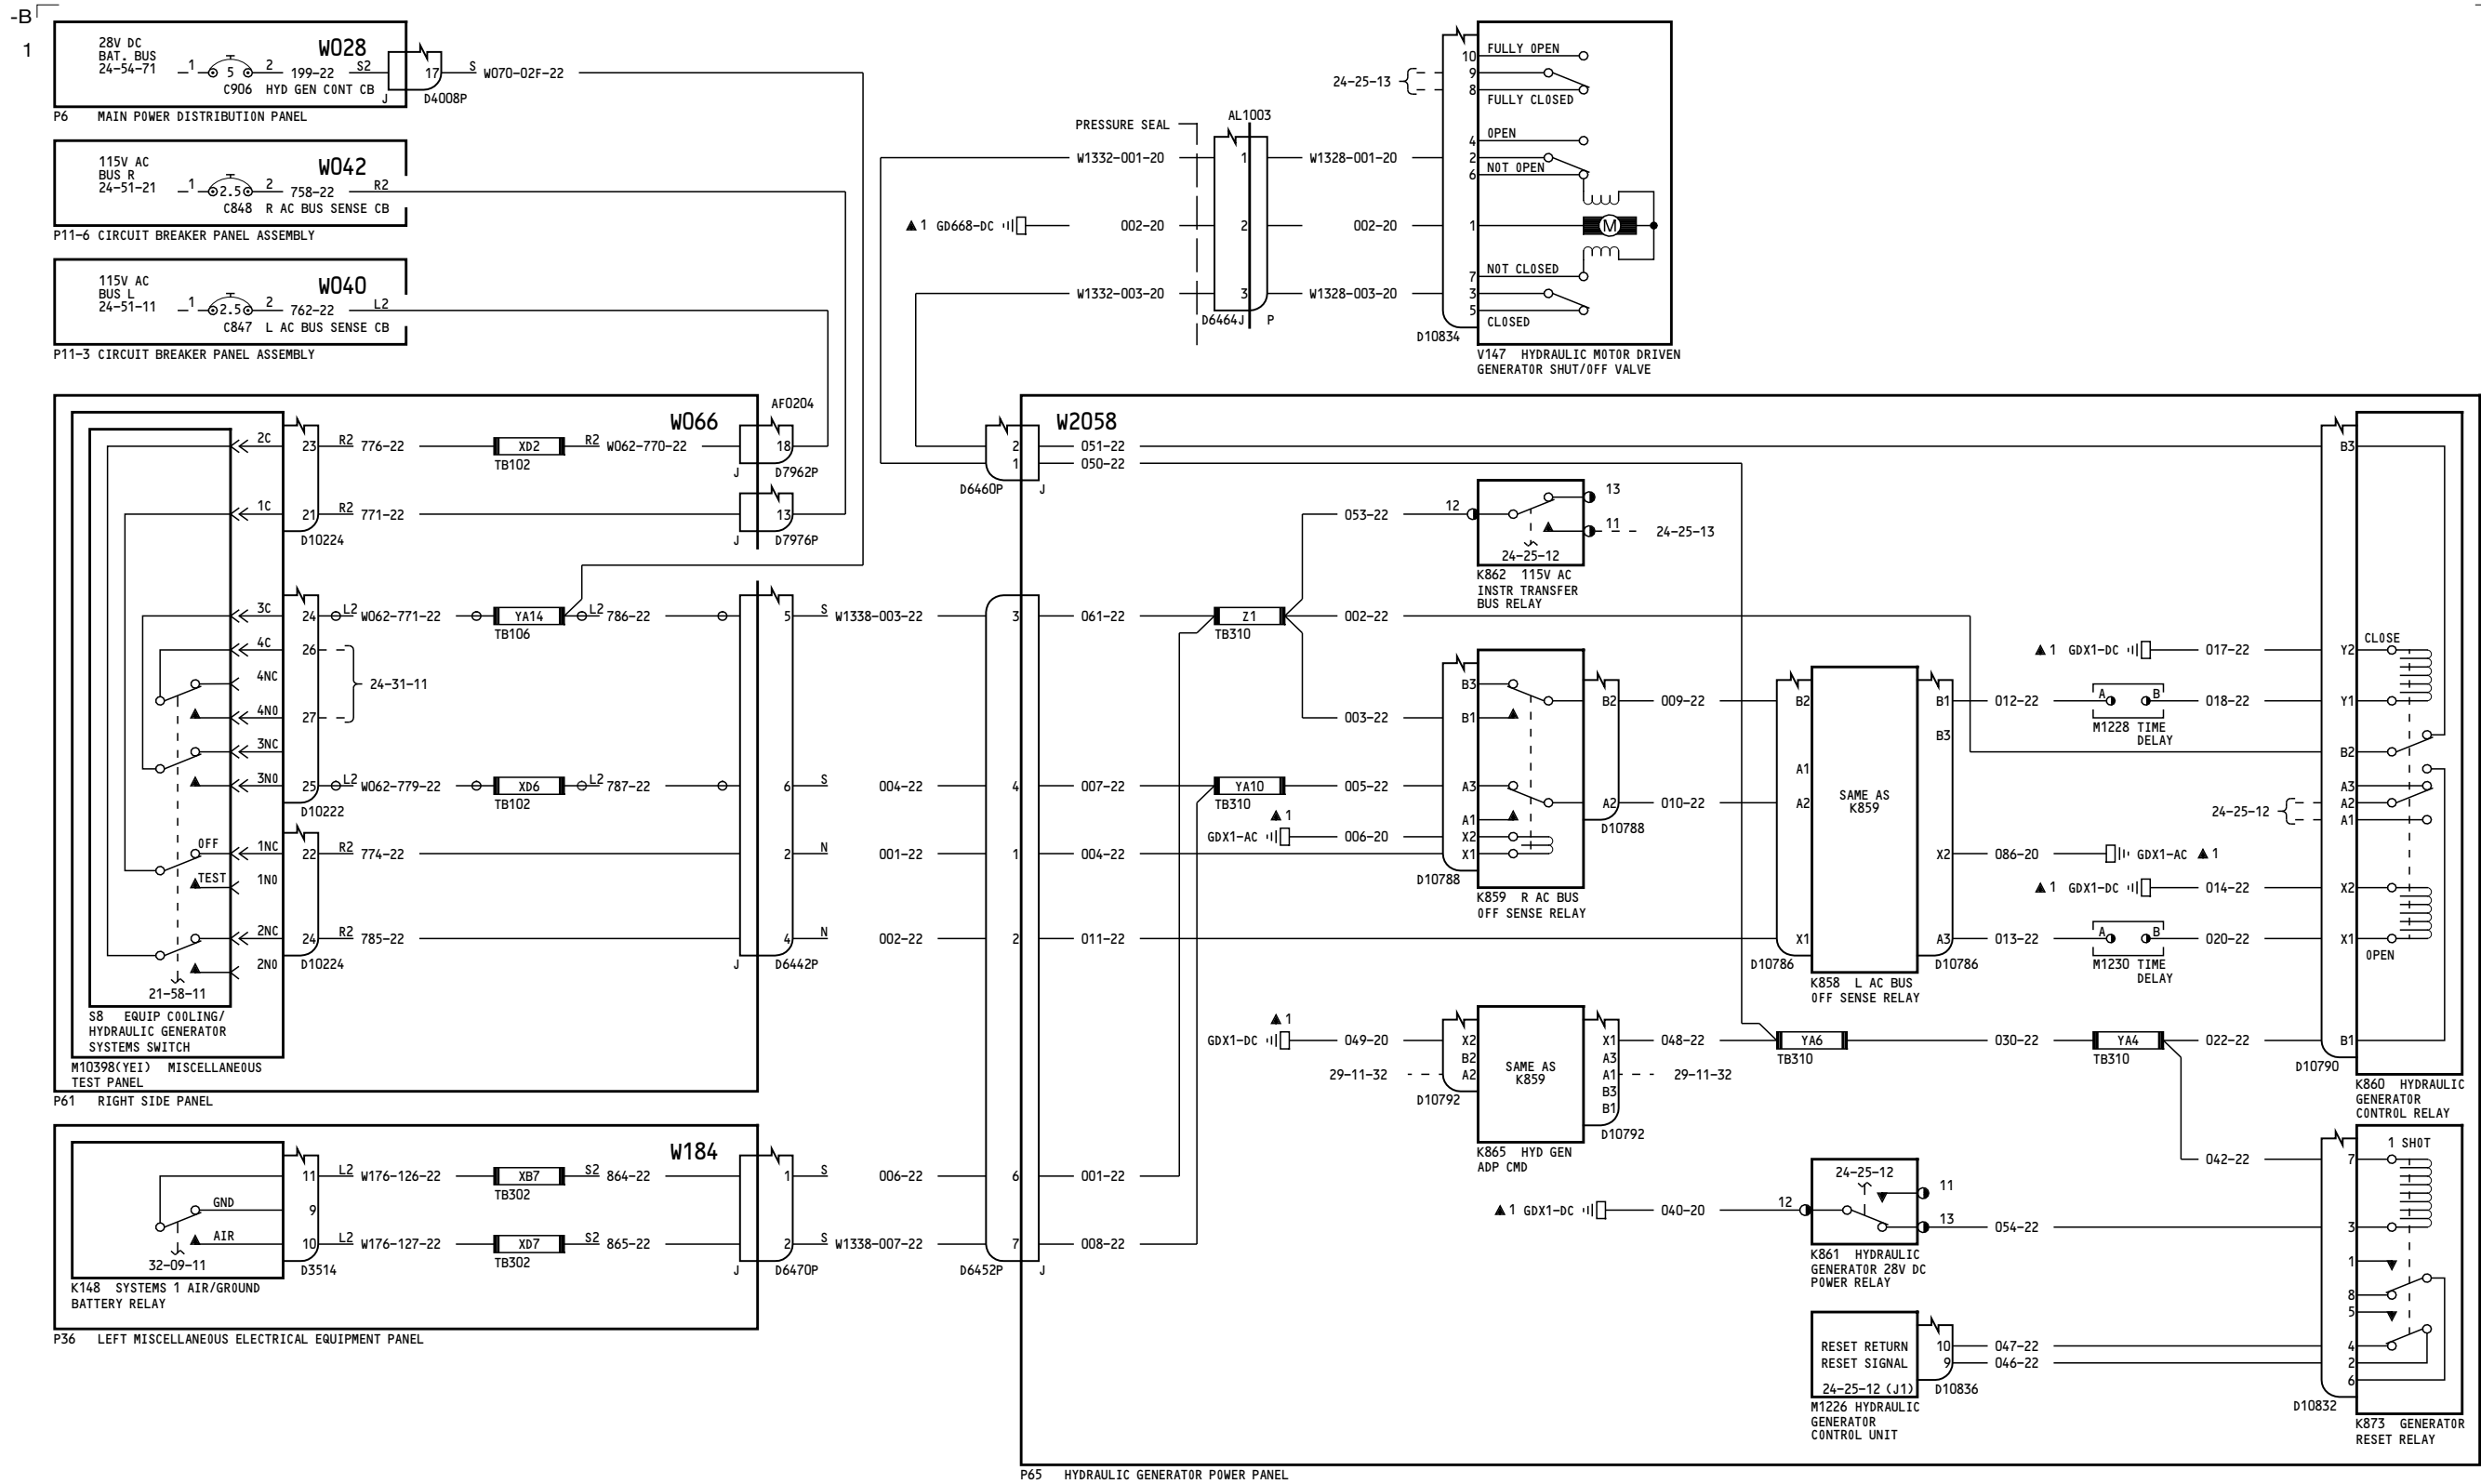 -B
1
28V DC
BAT. BUS
24-54-71
1
5
2
199-22
S2
W028
C906 HYD GEN CONT CB
J
17
D4008P
S W070-02F-22
P6 MAIN POWER DISTRIBUTION PANEL
115V AC
BUS R
24-51-21
1
2.5
2
758-22
R2
W042
C848 R AC BUS SENSE CB
P11-6 CIRCUIT BREAKER PANEL ASSEMBLY
115V AC
BUS L
24-51-11
1
2.5
2
762-22
L2
W040
C847 L AC BUS SENSE CB
P11-3 CIRCUIT BREAKER PANEL ASSEMBLY
PRESSURE SEAL
AL1003
W1332-001-20
1
W1328-001-20
▲ 1 GD668-DC
002-20
2
002-20
W1332-003-20
3
W1328-003-20
D6464J P
24-25-13
10 FULLY OPEN
9
8
FULLY CLOSED
4 OPEN
2
NOT OPEN
6
1
M
7 NOT CLOSED
3
5
CLOSED
D10834
V147 HYDRAULIC MOTOR DRIVEN
GENERATOR SHUT/OFF VALVE
W066
AF0204
2C 23 R2 776-22
XD2
TB102
R2 W062-770-22
18
J D7962P
1C 21 R2 771-22
13
D10224
J D7976P
3C 24 L2 W062-771-22
YA14
TB106
L2 786-22
5 S W1338-003-22
4C 26
4NC
24-31-11
4NO 27
3NC
3NO 25 L2 W062-779-22
XD6
TB102
L2 787-22
6 S 004-22
D10222
OFF 1NC 22 R2 774-22
2 N 001-22
TEST 1NO
2NC 24 R2 785-22
4 N 002-22
D10224
J D6442P
2NO
21-58-11
S8 EQUIP COOLING/
HYDRAULIC GENERATOR
SYSTEMS SWITCH
M10398(YEI) MISCELLANEOUS
TEST PANEL
P61 RIGHT SIDE PANEL
W184
11 L2 W176-126-22
XB7
TB302
S2 864-22
1 S 006-22
GND 9
AIR 10 L2 W176-127-22
XD7
TB302
S2 865-22
2 S W1338-007-22
32-09-11
D3514
J D6470P
K148 SYSTEMS 1 AIR/GROUND
BATTERY RELAY
P36 LEFT MISCELLANEOUS ELECTRICAL EQUIPMENT PANEL
W2058
2 051-22
1 050-22
D6460P J
3 061-22
Z1
TB310
053-22
002-22
003-22
4 007-22
YA10
TB310
005-22
▲ 1
GDX1-AC
006-20
1 004-22
2 011-22
6 001-22
7 008-22
D6452P J
12
13
11 24-25-13
24-25-12
K862 115V AC
INSTR TRANSFER
BUS RELAY
B3
B1
A3
A1
X2
X1
D10788
B2 009-22
A2 010-22
D10788
K859 R AC BUS
OFF SENSE RELAY
B2
A1
A2
X1
D10786
SAME AS
K859
B1 012-22
B3
X2 086-20 GDX1-AC ▲ 1
A3 013-22
D10786
K858 L AC BUS
OFF SENSE RELAY
▲ 1 GDX1-DC 017-22
A B
M1228 TIME
DELAY
018-22
24-25-12
▲ 1 GDX1-DC 014-22
A B
M1230 TIME
DELAY
020-22
▲ 1
GDX1-DC 049-20
29-11-32
X2
B2
A2
D10792
SAME AS
K859
X1 048-22
A3
A1 29-11-32
B3
B1
D10792
K865 HYD GEN
ADP CMD
YA6
TB310
030-22
YA4
TB310
022-22
B3
Y2 CLOSE
Y1
B2
A3
A2
A1
X2
X1
OPEN
B1
D10790
K860 HYDRAULIC
GENERATOR
CONTROL RELAY
▲ 1 GDX1-DC 040-20
12
24-25-12
11
13 054-22
K861 HYDRAULIC
GENERATOR 28V DC
POWER RELAY
042-22
RESET RETURN 10 047-22
RESET SIGNAL 9 046-22
24-25-12 (J1) D10836
M1226 HYDRAULIC
GENERATOR
CONTROL UNIT
1 SHOT
7
3
1
8
5
4
2
6
D10832
K873 GENERATOR
RESET RELAY
P65 HYDRAULIC GENERATOR POWER PANEL